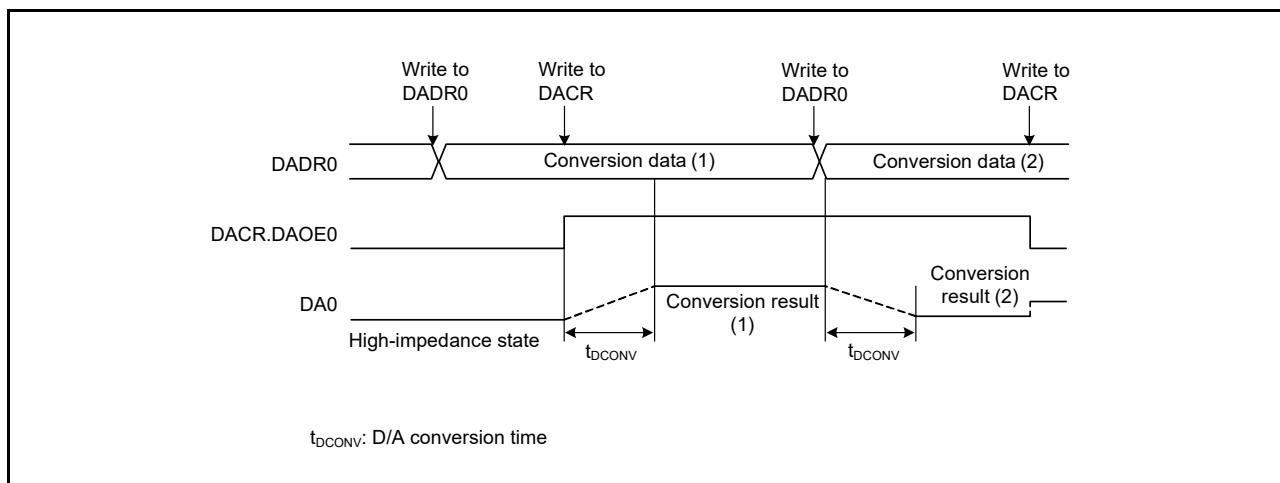 Write to
DADR0
Write to
DACR
Write to
DADR0
Write to
DACR
DADR0
Conversion data (1)
Conversion data (2)
DACR.DAOE0
DA0
Conversion result
(1)
Conversion
result (2)
High-impedance state
tDCONV
tDCONV
tDCONV: D/A conversion time